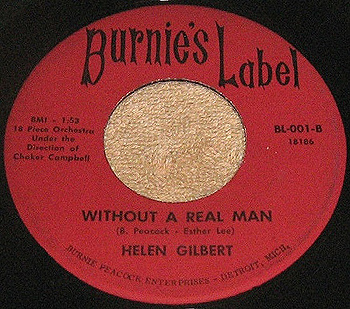 Burnie's Label
BMI - 1:53
18 Piece Orchestra
Under the
Direction of
Choker Campbell
BL-001-B
18186
WITHOUT A REAL MAN
(B. Peacock - Esther Lee)
HELEN GILBERT
BURNIE PEACOCK ENTERPRISES - DETROIT, MICH.